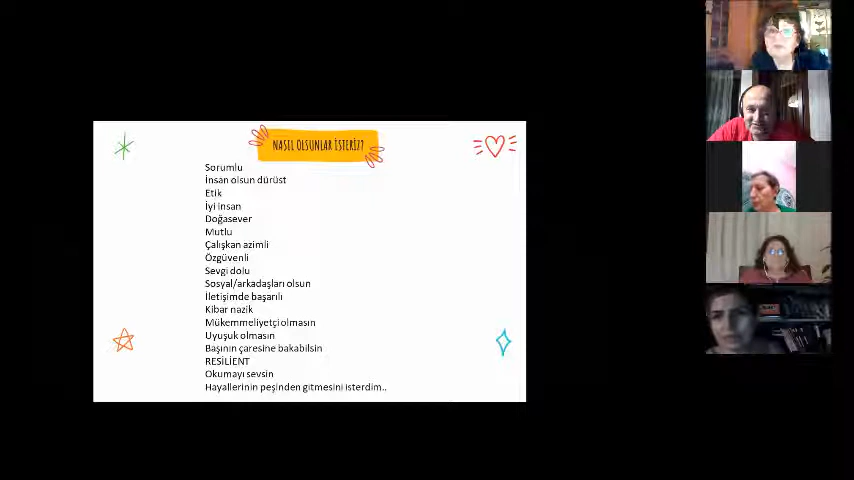 NASIL OLSUNLAR İSTERİZ?
Sorumlu
İnsan olsun dürüst
Etik
İyi insan
Doğasever
Mutlu
Çalışkan azimli
Özgüvenli
Sevgi dolu
Sosyal/arkadaşları olsun
İletişimde başarılı
Kibar nazik
Mükemmeliyetçi olmasın
Uyuşuk olmasın
Başının çaresine bakabilsin
RESİLİENT
Okumayı sevsin
Hayallerinin peşinden gitmesini isterdim..